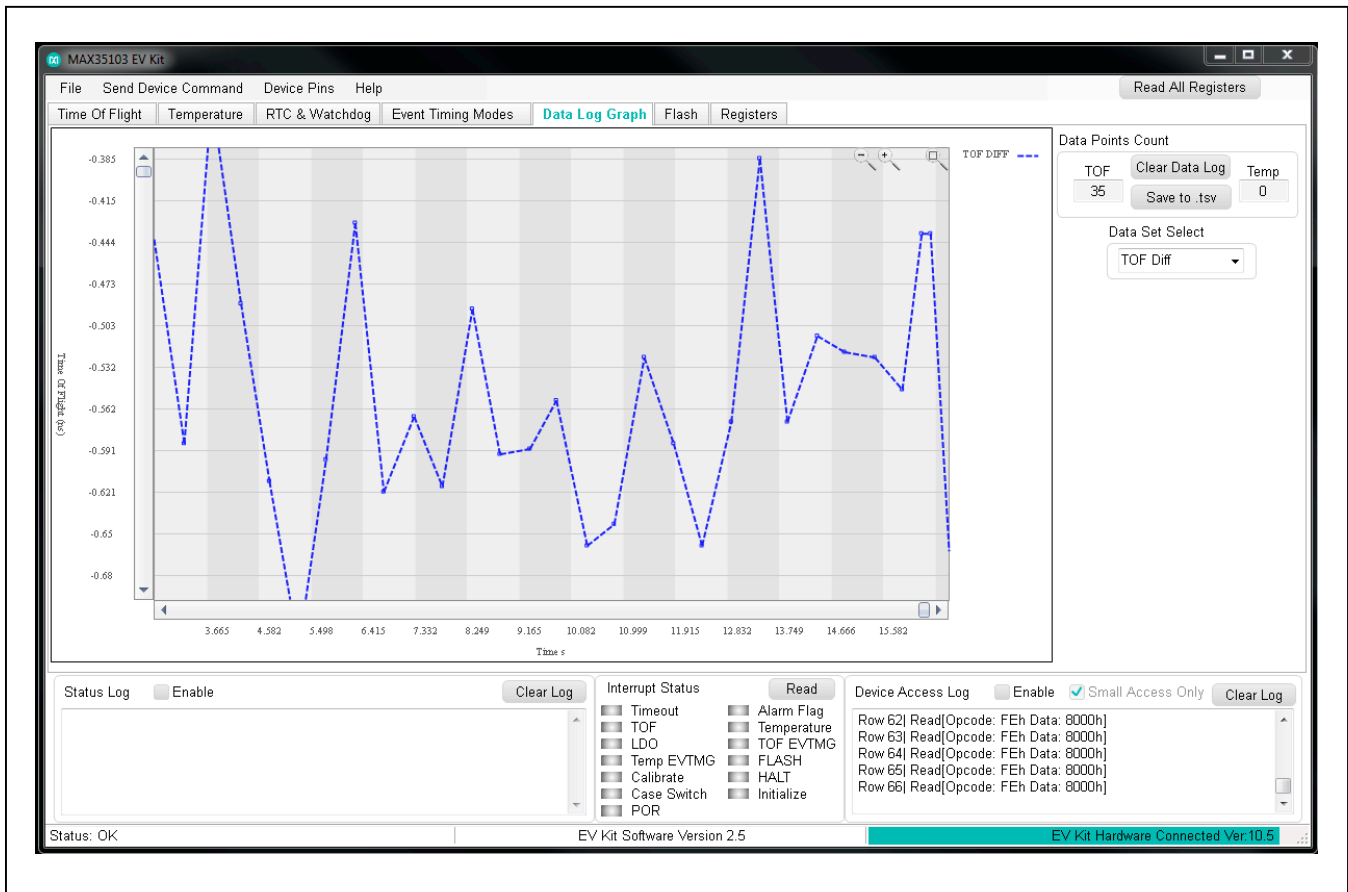 MAX35103 EV Kit
File Send Device Command Device Pins Help Read All Registers
Time Of Flight Temperature RTC & Watchdog Event Timing Modes Data Log Graph Flash Registers
TOF DIFF
-0.385
-0.415
-0.444
-0.473
-0.503
-0.532
-0.562
-0.591
-0.621
-0.65
-0.68
Time Of Flight (ns)
3.665 4.582 5.498 6.415 7.332 8.249 9.165 10.082 10.999 11.915 12.832 13.749 14.666 15.582
Time s
Data Points Count
TOF Clear Data Log Temp
35 Save to .tsv 0
Data Set Select
TOF Diff
Status Log Enable Clear Log
Interrupt Status Read
Timeout Alarm Flag
TOF Temperature
LDO TOF EVTMG
Temp EVTMG FLASH
Calibrate HALT
Case Switch Initialize
POR
Device Access Log Enable Small Access Only Clear Log
Row 62| Read[Opcode: FEh Data: 8000h]
Row 63| Read[Opcode: FEh Data: 8000h]
Row 64| Read[Opcode: FEh Data: 8000h]
Row 65| Read[Opcode: FEh Data: 8000h]
Row 66| Read[Opcode: FEh Data: 8000h]
Status: OK EV Kit Software Version 2.5 EV Kit Hardware Connected Ver:10.5